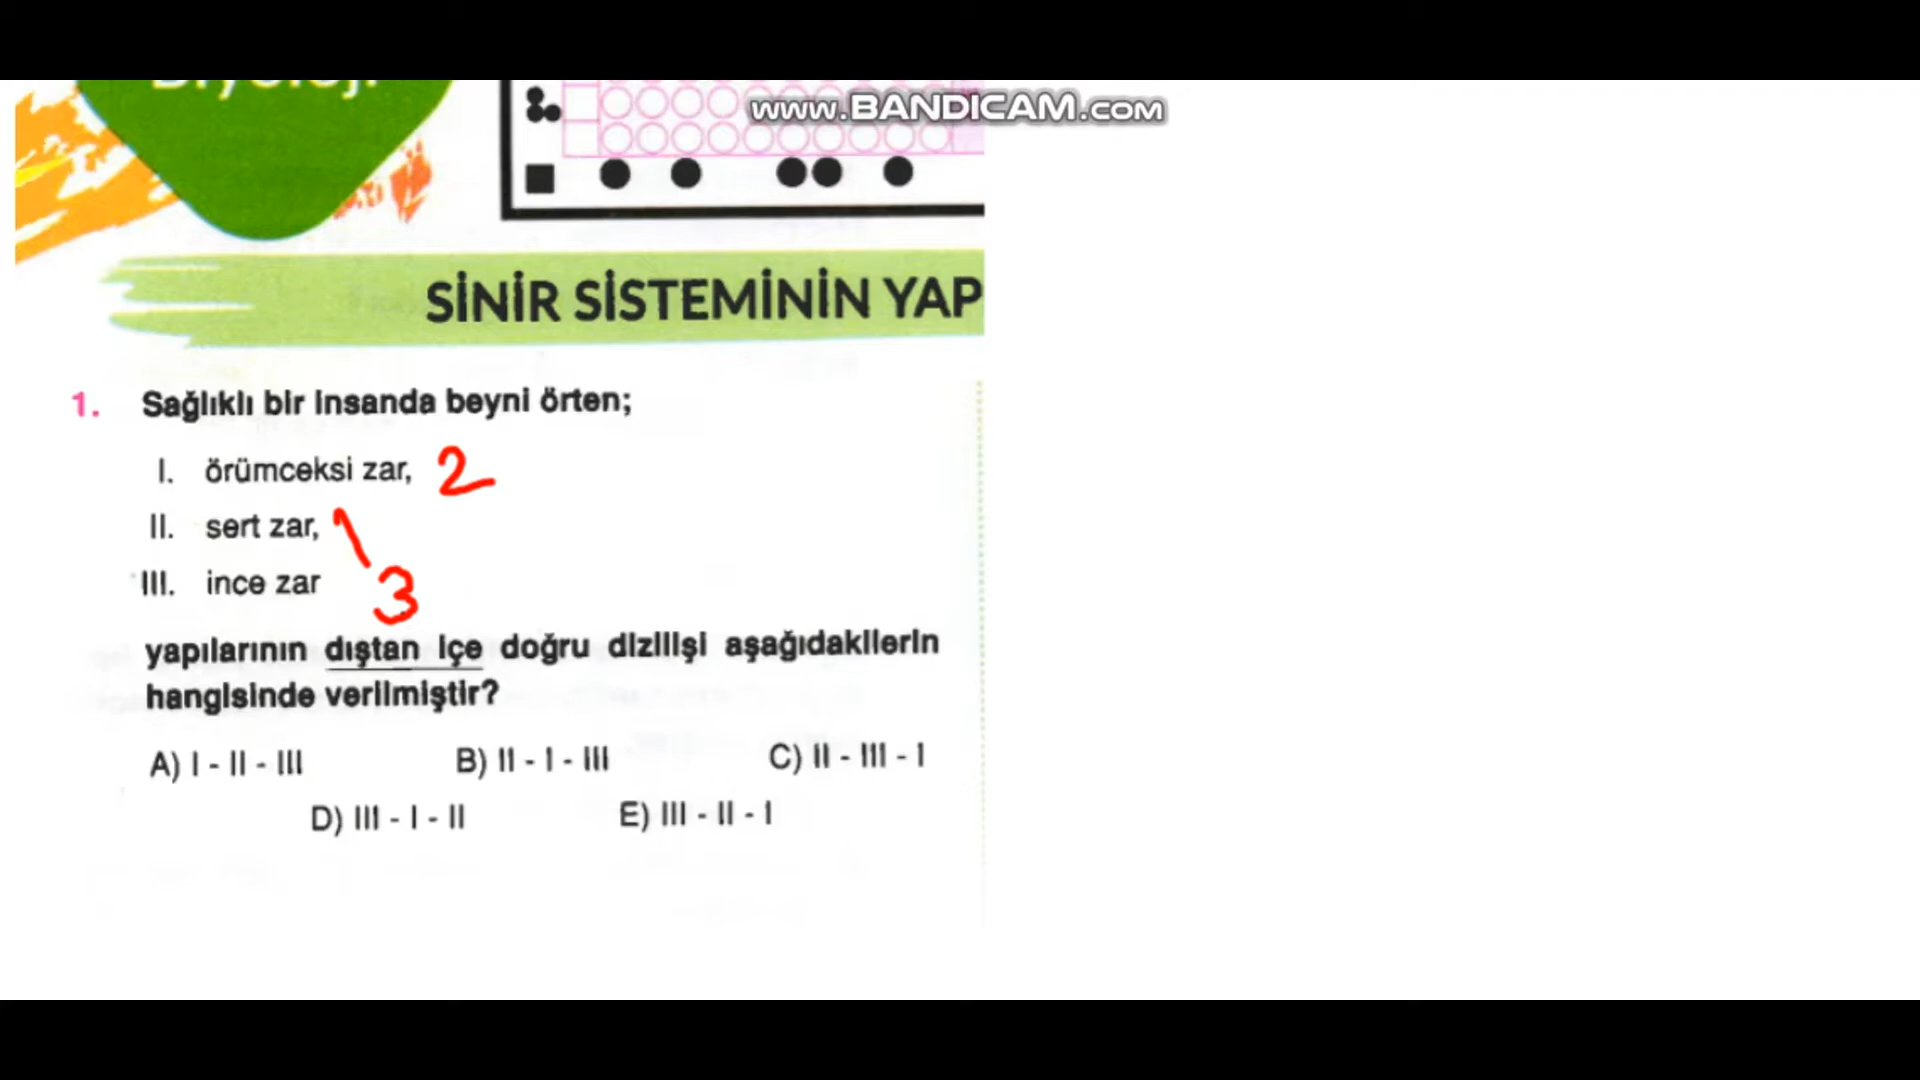 www.BANDICAM.com
SİNİR SİSTEMİNİN YAP
1. Sağlıklı bir insanda beyni örten;
I. örümceksi zar, 2
II. sert zar, 1
III. ince zar 3
yapılarının dıştan içe doğru dizilişi aşağıdakilerin
hangisinde verilmiştir?
A) I - II - III B) II - I - III C) II - III - I
D) III - I - II E) III - II - I